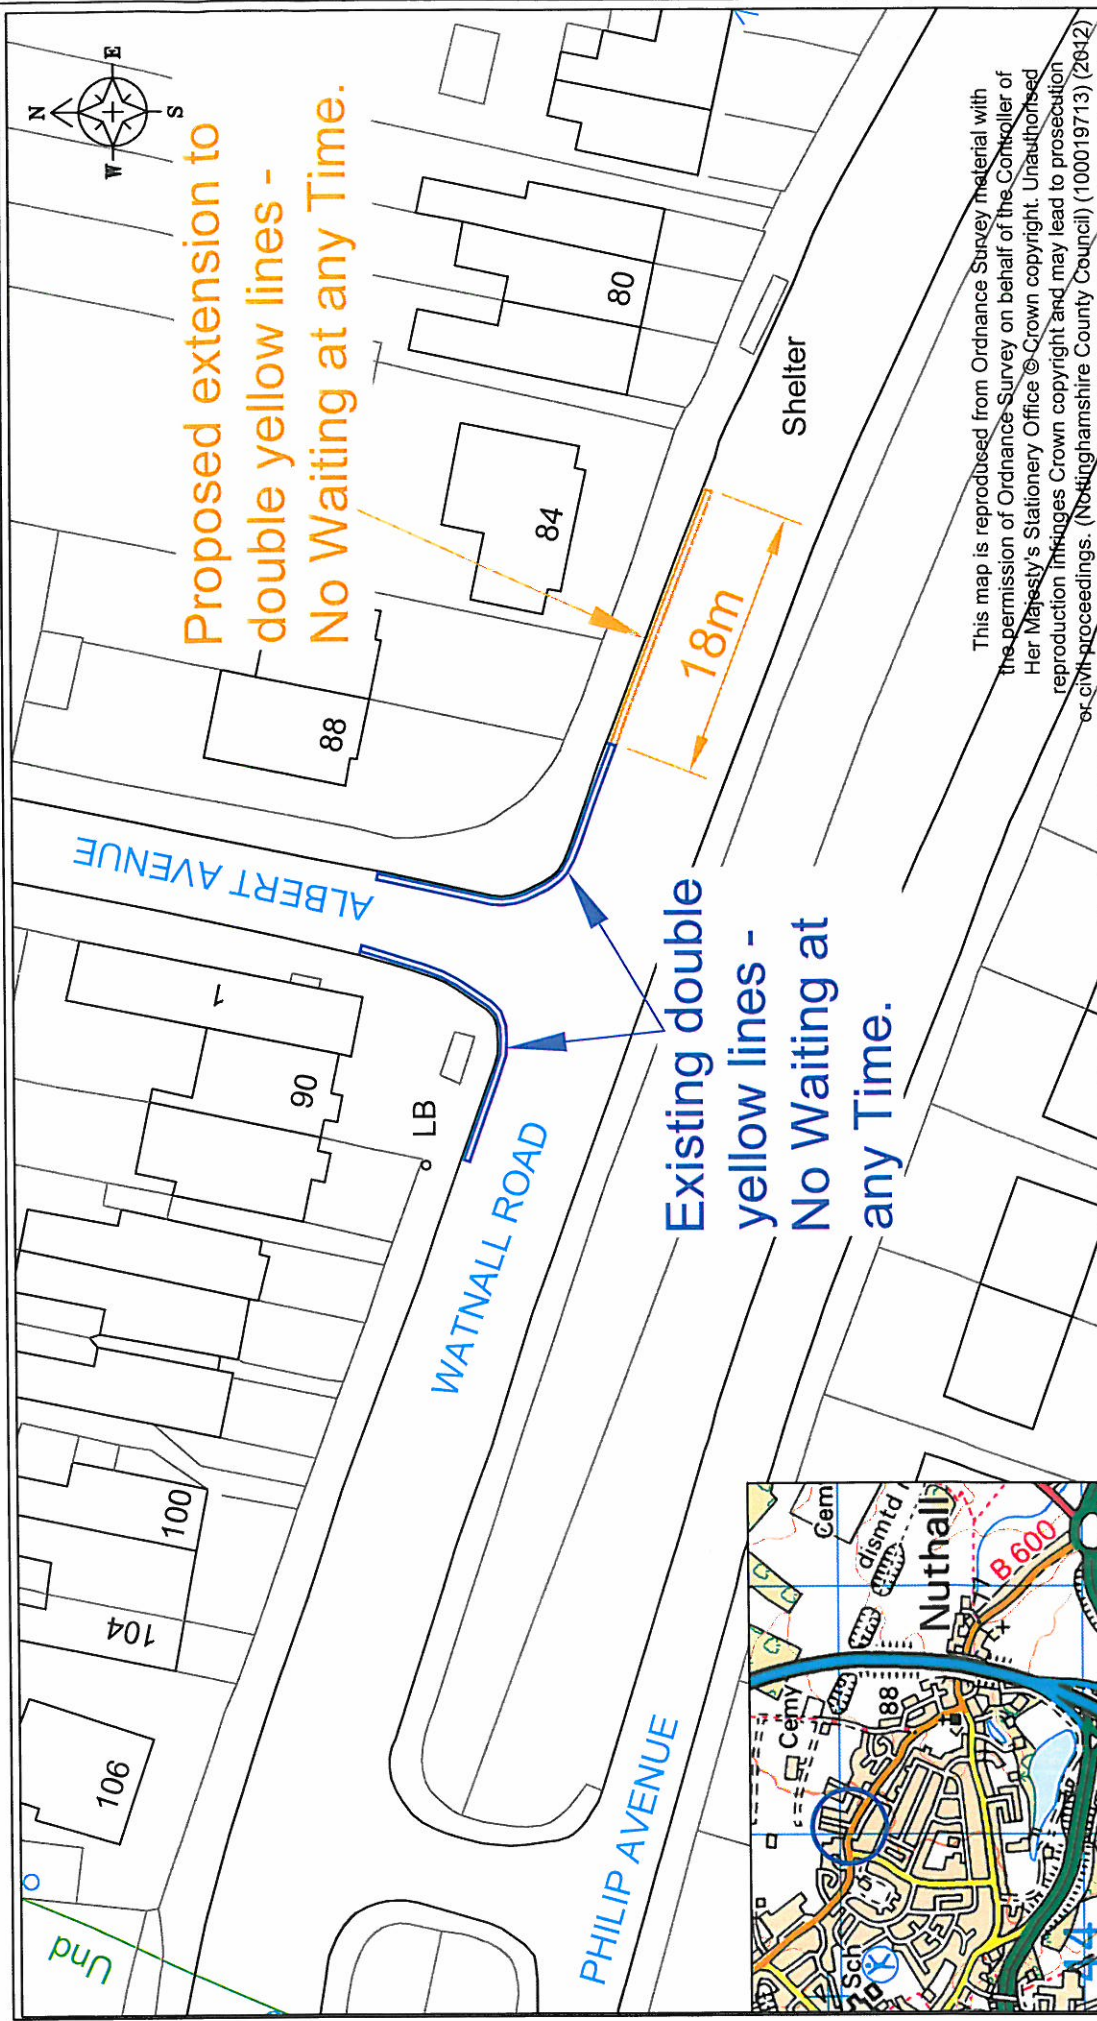 N
W
E
S
Proposed extension to
double yellow lines -
No Waiting at any Time.
Und
106
104
100
90
1
LB
ALBERT AVENUE
88
84
80
Shelter
18m
WATNALL ROAD
Existing double
yellow lines -
No Waiting at
any Time.
PHILIP AVENUE
Cemy
Cem
dismtd
88
Nuthall
B 600
Sch
44
This map is reproduced from Ordnance Survey material with
the permission of Ordnance Survey on behalf of the Controller of
Her Majesty's Stationery Office © Crown copyright. Unauthorised
reproduction infringes Crown copyright and may lead to prosecution
or civil proceedings. (Nottinghamshire County Council) (100019713) (2012)